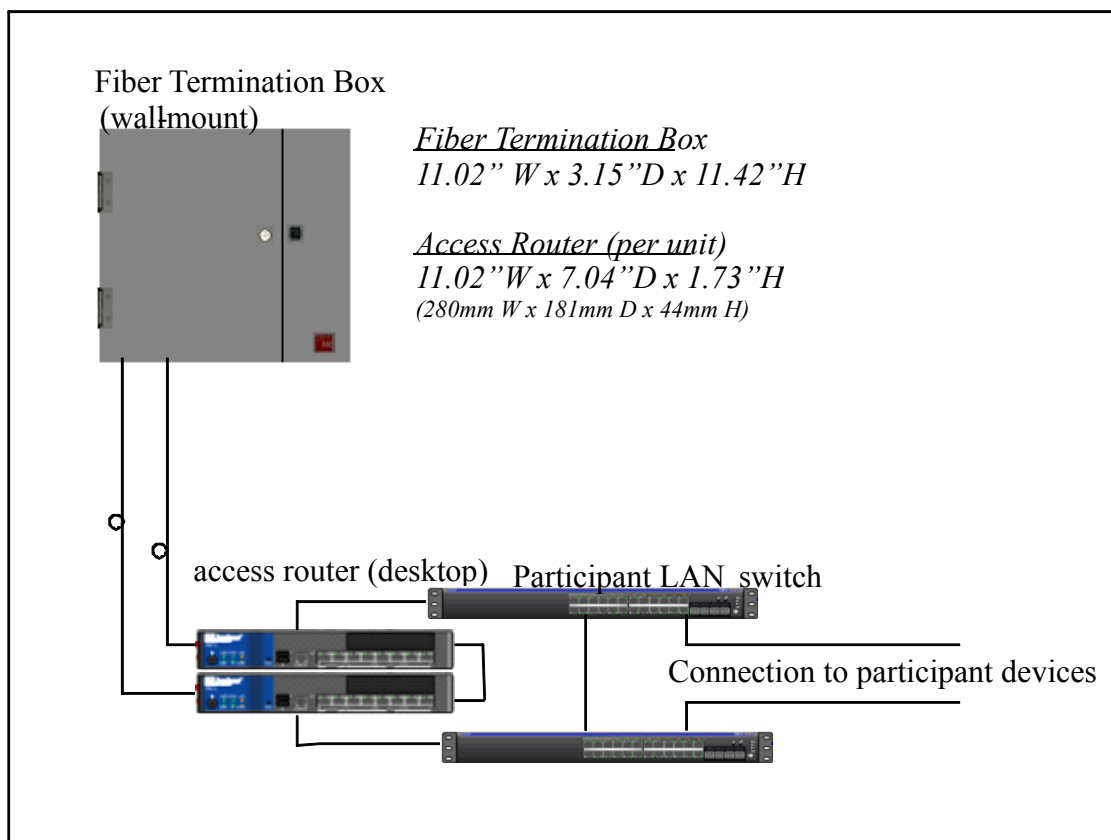 Fiber Termination Box
(wall-mount)
Fiber Termination Box
11.02” W x 3.15”D x 11.42”H
Access Router (per unit)
11.02”W x 7.04”D x 1.73”H
(280mm W x 181mm D x 44mm H)
access router (desktop)
Participant LAN switch
Connection to participant devices